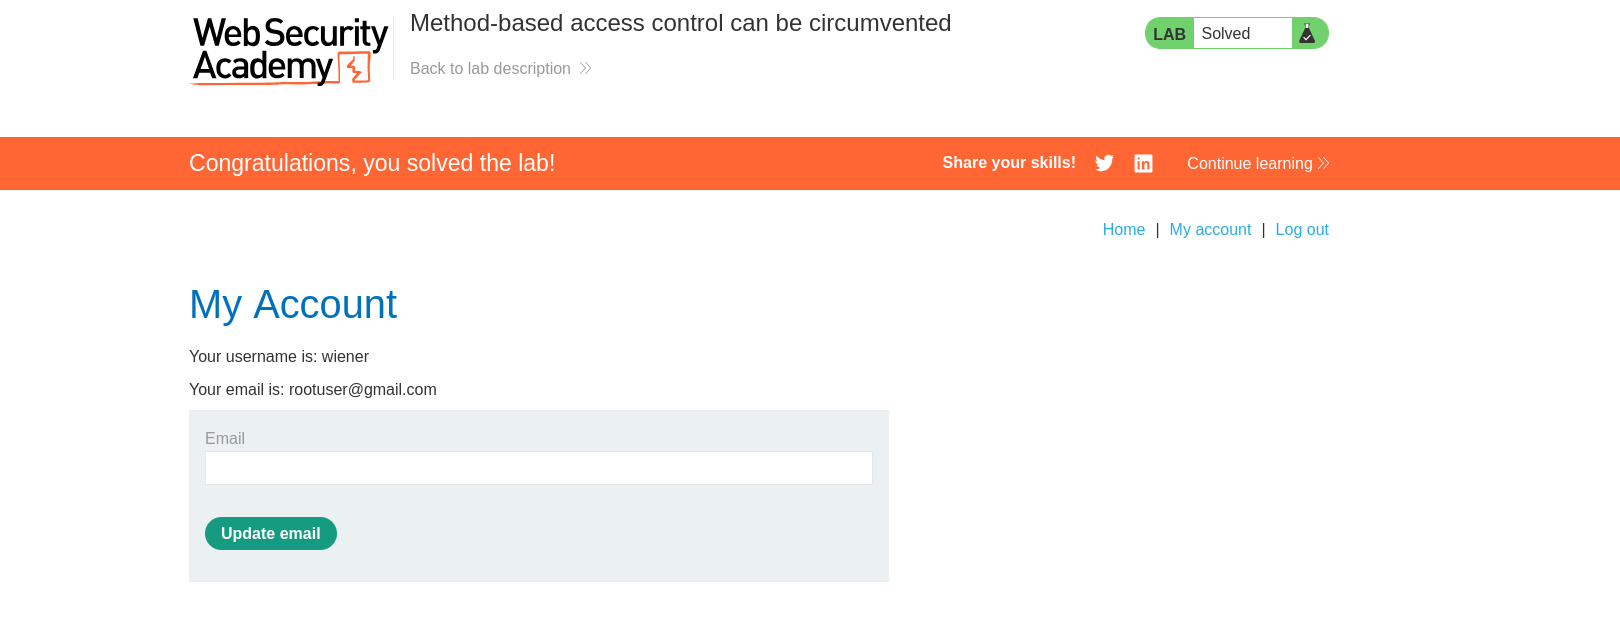 Web Security
Academy
Method-based access control can be circumvented
Back to lab description
LAB Solved
Congratulations, you solved the lab!
Share your skills!
Continue learning
Home | My account | Log out
My Account
Your username is: wiener
Your email is: rootuser@gmail.com
Email
Update email